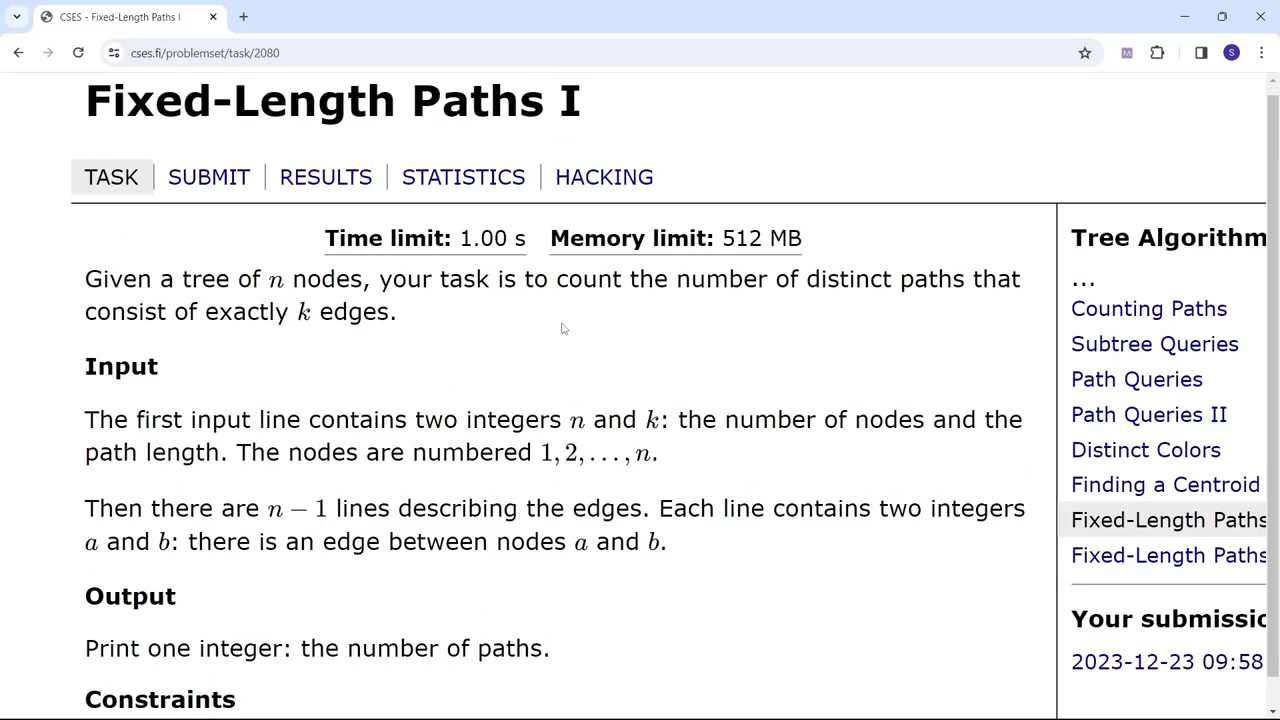 CSES - Fixed-Length Paths I
cses.fi/problemset/task/2080
M
S
Fixed-Length Paths I
TASK SUBMIT RESULTS STATISTICS HACKING
Time limit: 1.00 s Memory limit: 512 MB
Given a tree of n nodes, your task is to count the number of distinct paths that
consist of exactly k edges.
Input
The first input line contains two integers n and k: the number of nodes and the
path length. The nodes are numbered 1, 2, . . . , n.
Then there are n − 1 lines describing the edges. Each line contains two integers
a and b: there is an edge between nodes a and b.
Output
Print one integer: the number of paths.
Constraints
Tree Algorithm
...
Counting Paths
Subtree Queries
Path Queries
Path Queries II
Distinct Colors
Finding a Centroid
Fixed-Length Paths
Fixed-Length Paths
Your submissio
2023-12-23 09:58